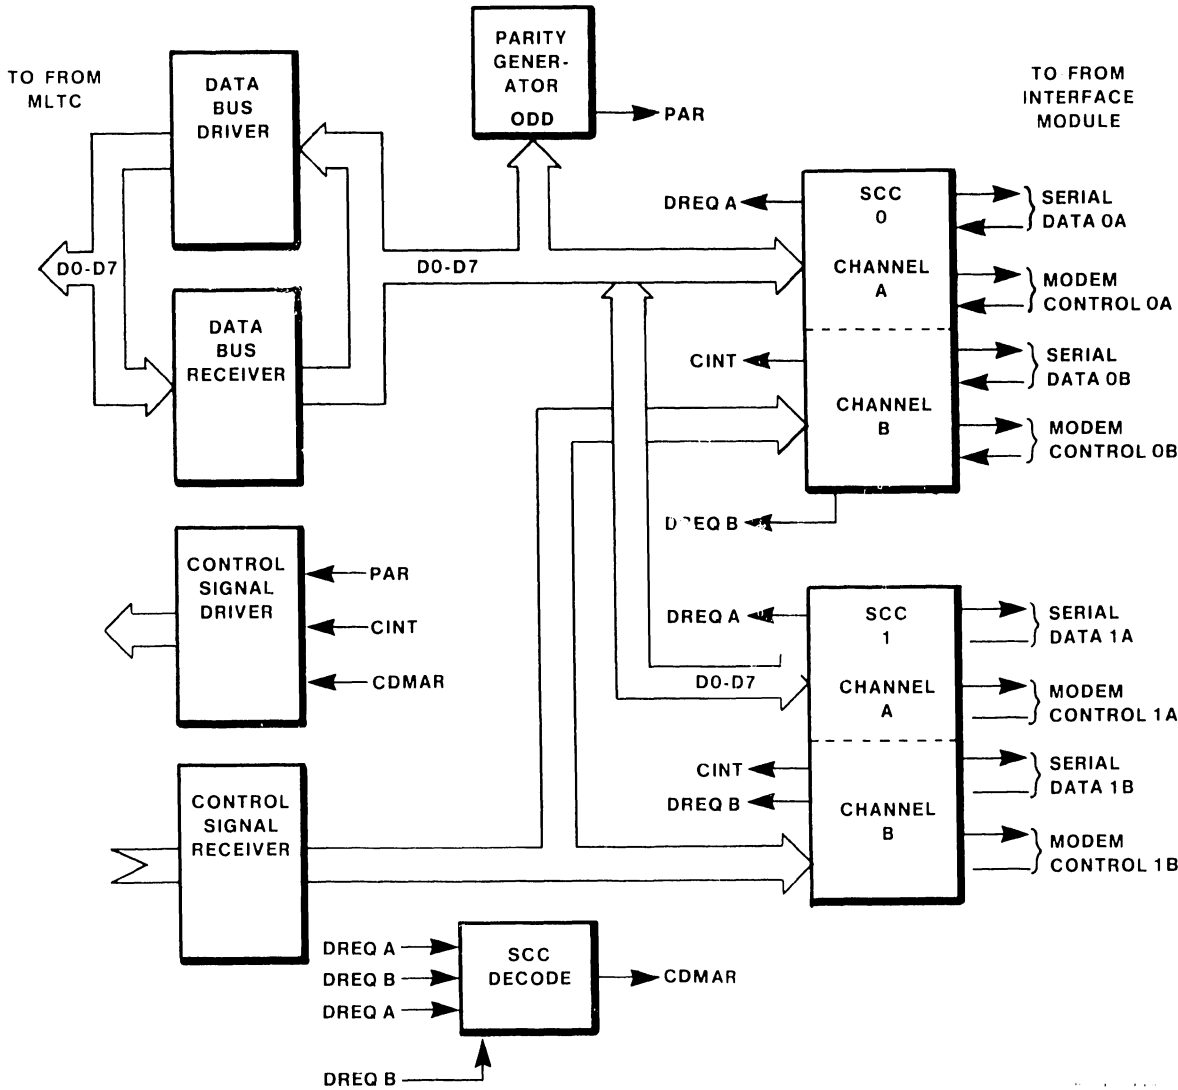 TO FROM
MLTC
DATA
BUS
DRIVER
PARITY
GENER-
ATOR
ODD
PAR
TO FROM
INTERFACE
MODULE
D0-D7
D0-D7
DATA
BUS
RECEIVER
DREQ A
SCC
0
CHANNEL
A
CINT
CHANNEL
B
DREQ B
SERIAL
DATA 0A
MODEM
CONTROL 0A
SERIAL
DATA 0B
MODEM
CONTROL 0B
CONTROL
SIGNAL
DRIVER
PAR
CINT
CDMAR
DREQ A
SCC
1
D0-D7
CHANNEL
A
CINT
DREQ B
CHANNEL
B
SERIAL
DATA 1A
MODEM
CONTROL 1A
SERIAL
DATA 1B
MODEM
CONTROL 1B
CONTROL
SIGNAL
RECEIVER
DREQ A
DREQ B
DREQ A
DREQ B
SCC
DECODE
CDMAR